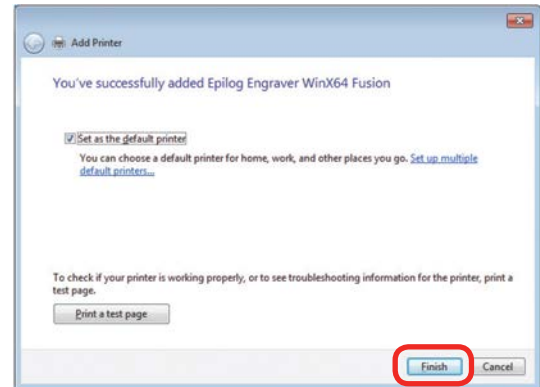 Add Printer
You've successfully added Epilog Engraver WinX64 Fusion
Set as the default printer
You can choose a default printer for home, work, and other places you go. Set up multiple
default printers...
To check if your printer is working properly, or to see troubleshooting information for the printer, print a
test page.
Print a test page
Finish Cancel